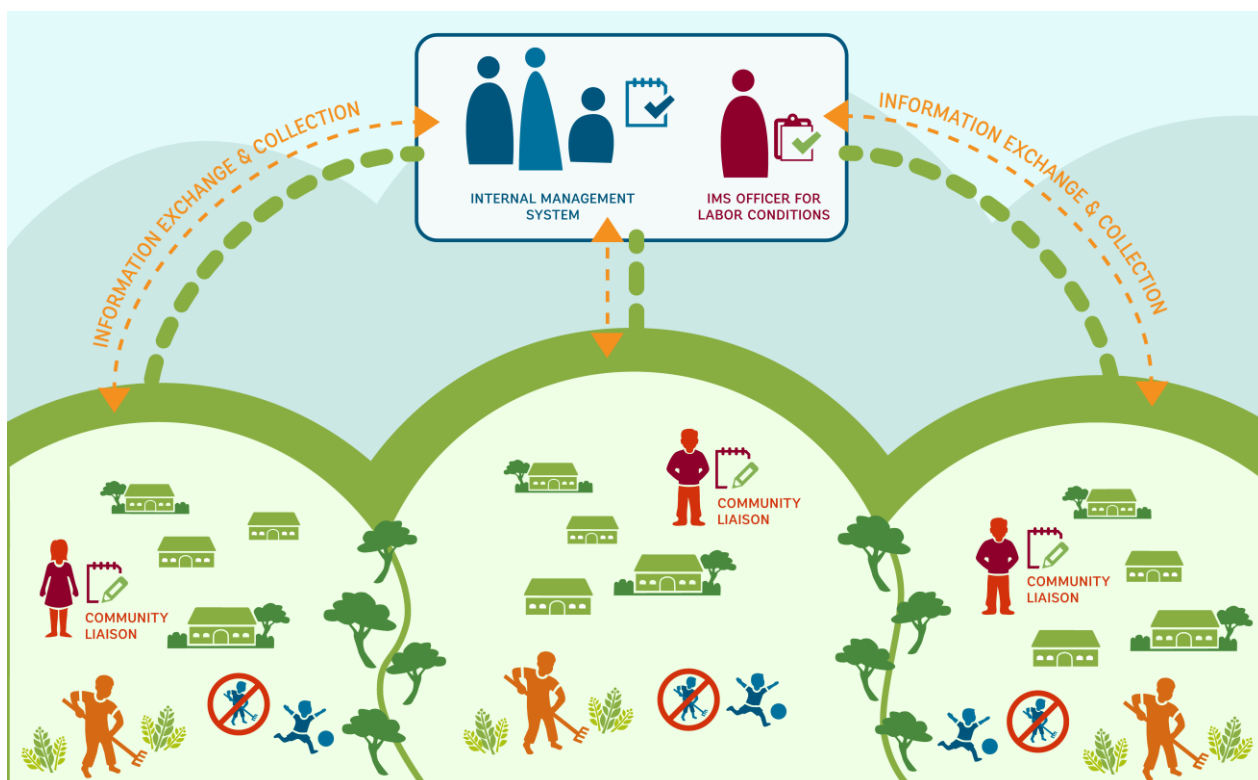 INFORMATION EXCHANGE & COLLECTION
INTERNAL MANAGEMENT
SYSTEM
IMS OFFICER FOR
LABOR CONDITIONS
INFORMATION EXCHANGE & COLLECTION
COMMUNITY
LIAISON
COMMUNITY
LIAISON
COMMUNITY
LIAISON